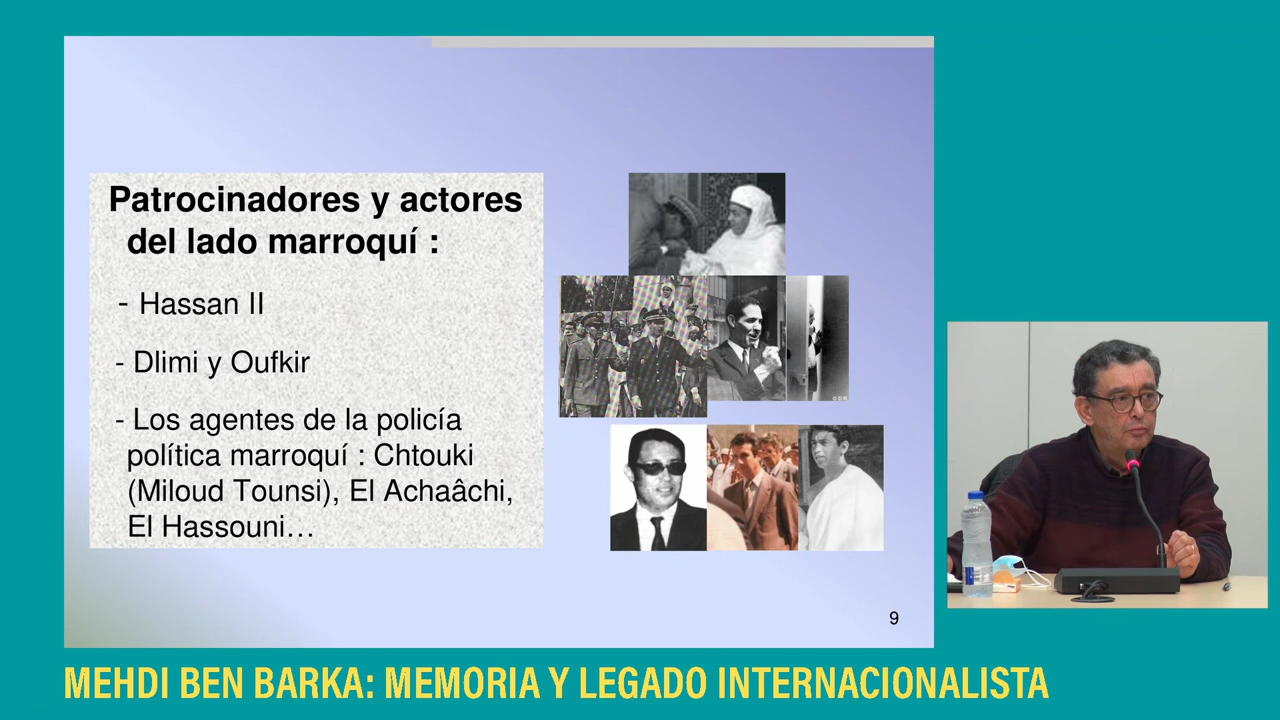 Patrocinadores y actores
del lado marroquí :
- Hassan II
- Dlimi y Oufkir
- Los agentes de la policía
política marroquí : Chtouki
(Miloud Tounsi), El Achaâchi,
El Hassouni…
9
MEHDI BEN BARKA: MEMORIA Y LEGADO INTERNACIONALISTA